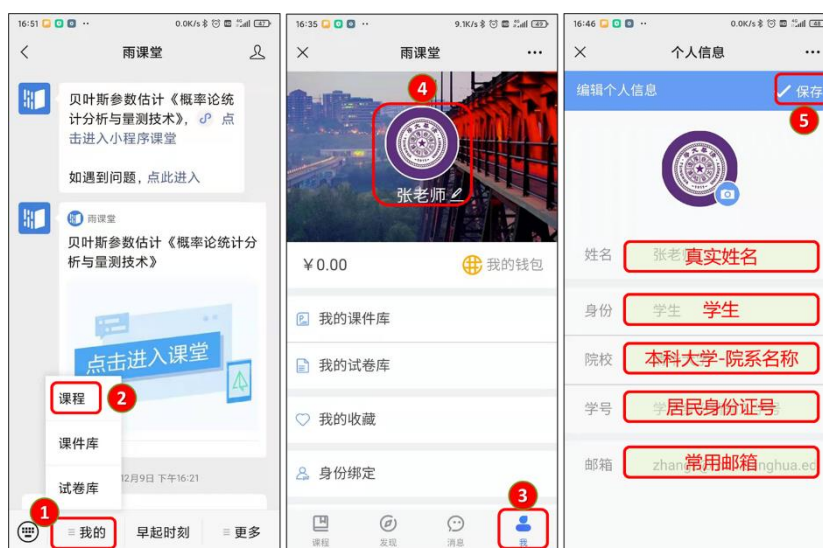 16:51
0.0K/s
47
雨课堂
贝叶斯参数估计《概率论统
计分析与量测技术》， 点
击进入小程序课堂
如遇到问题，点此进入
雨课堂
贝叶斯参数估计《概率论统计分
析与量测技术》
点击进入课堂
课程
2
课件库
试卷库
12月9日 下午16:21
1
我的
早起时刻
更多
16:35
9.1K/s
49
雨课堂
4
张老师
￥0.00
我的钱包
我的课件库
我的试卷库
我的收藏
身份绑定
3
课程
发现
消息
我
16:46
0.0K/s
48
个人信息
编辑个人信息
保存
5
姓名
张老
真实姓名
身份
学生
学生
院校
本科大学-院系名称
学号
居民身份证号
邮箱
常用邮箱